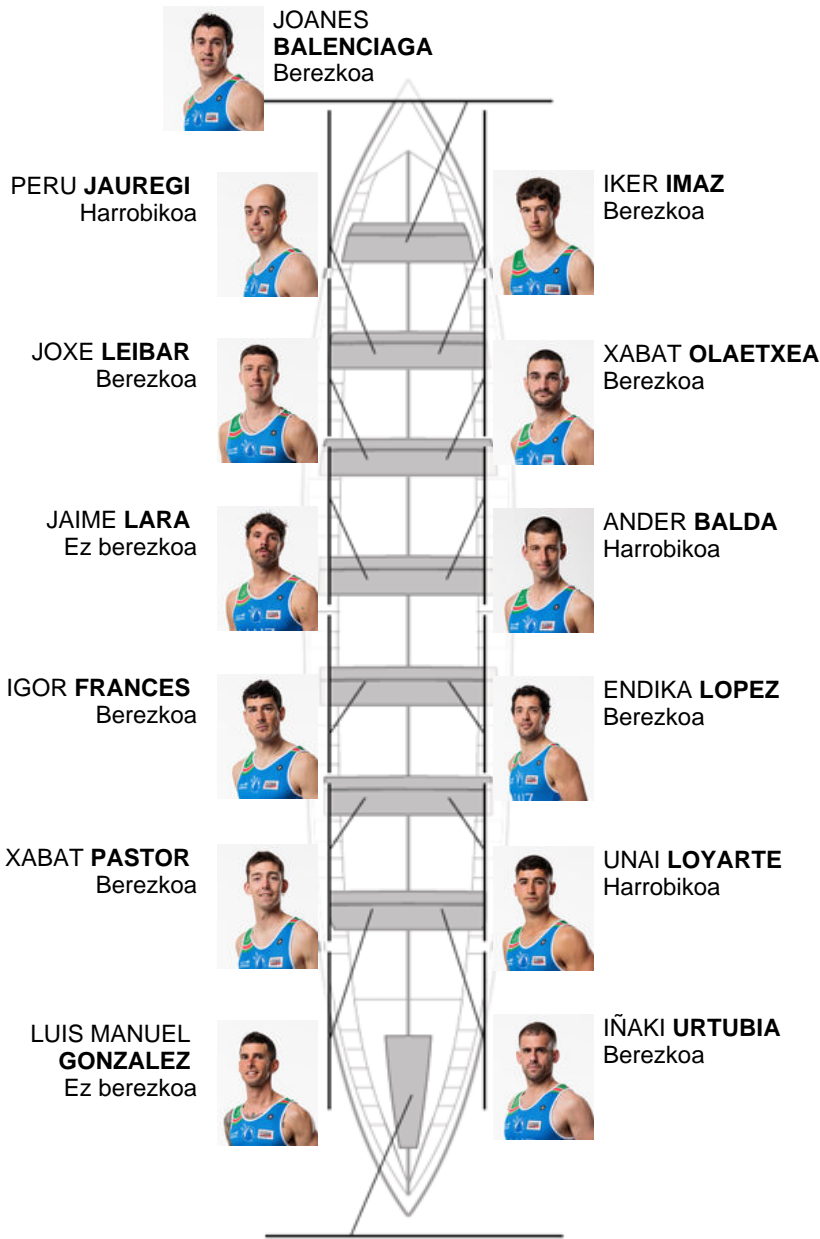 JOANES
BALENCIAGA
Berezkoa
PERU JAUREGI
Harrobikoa
IKER IMAZ
Berezkoa
JOXE LEIBAR
Berezkoa
XABAT OLAETXEA
Berezkoa
JAIME LARA
Ez berezkoa
ANDER BALDA
Harrobikoa
IGOR FRANCES
Berezkoa
ENDIKA LOPEZ
Berezkoa
XABAT PASTOR
Berezkoa
UNAI LOYARTE
Harrobikoa
LUIS MANUEL
GONZALEZ
Ez berezkoa
IÑAKI URTUBIA
Berezkoa